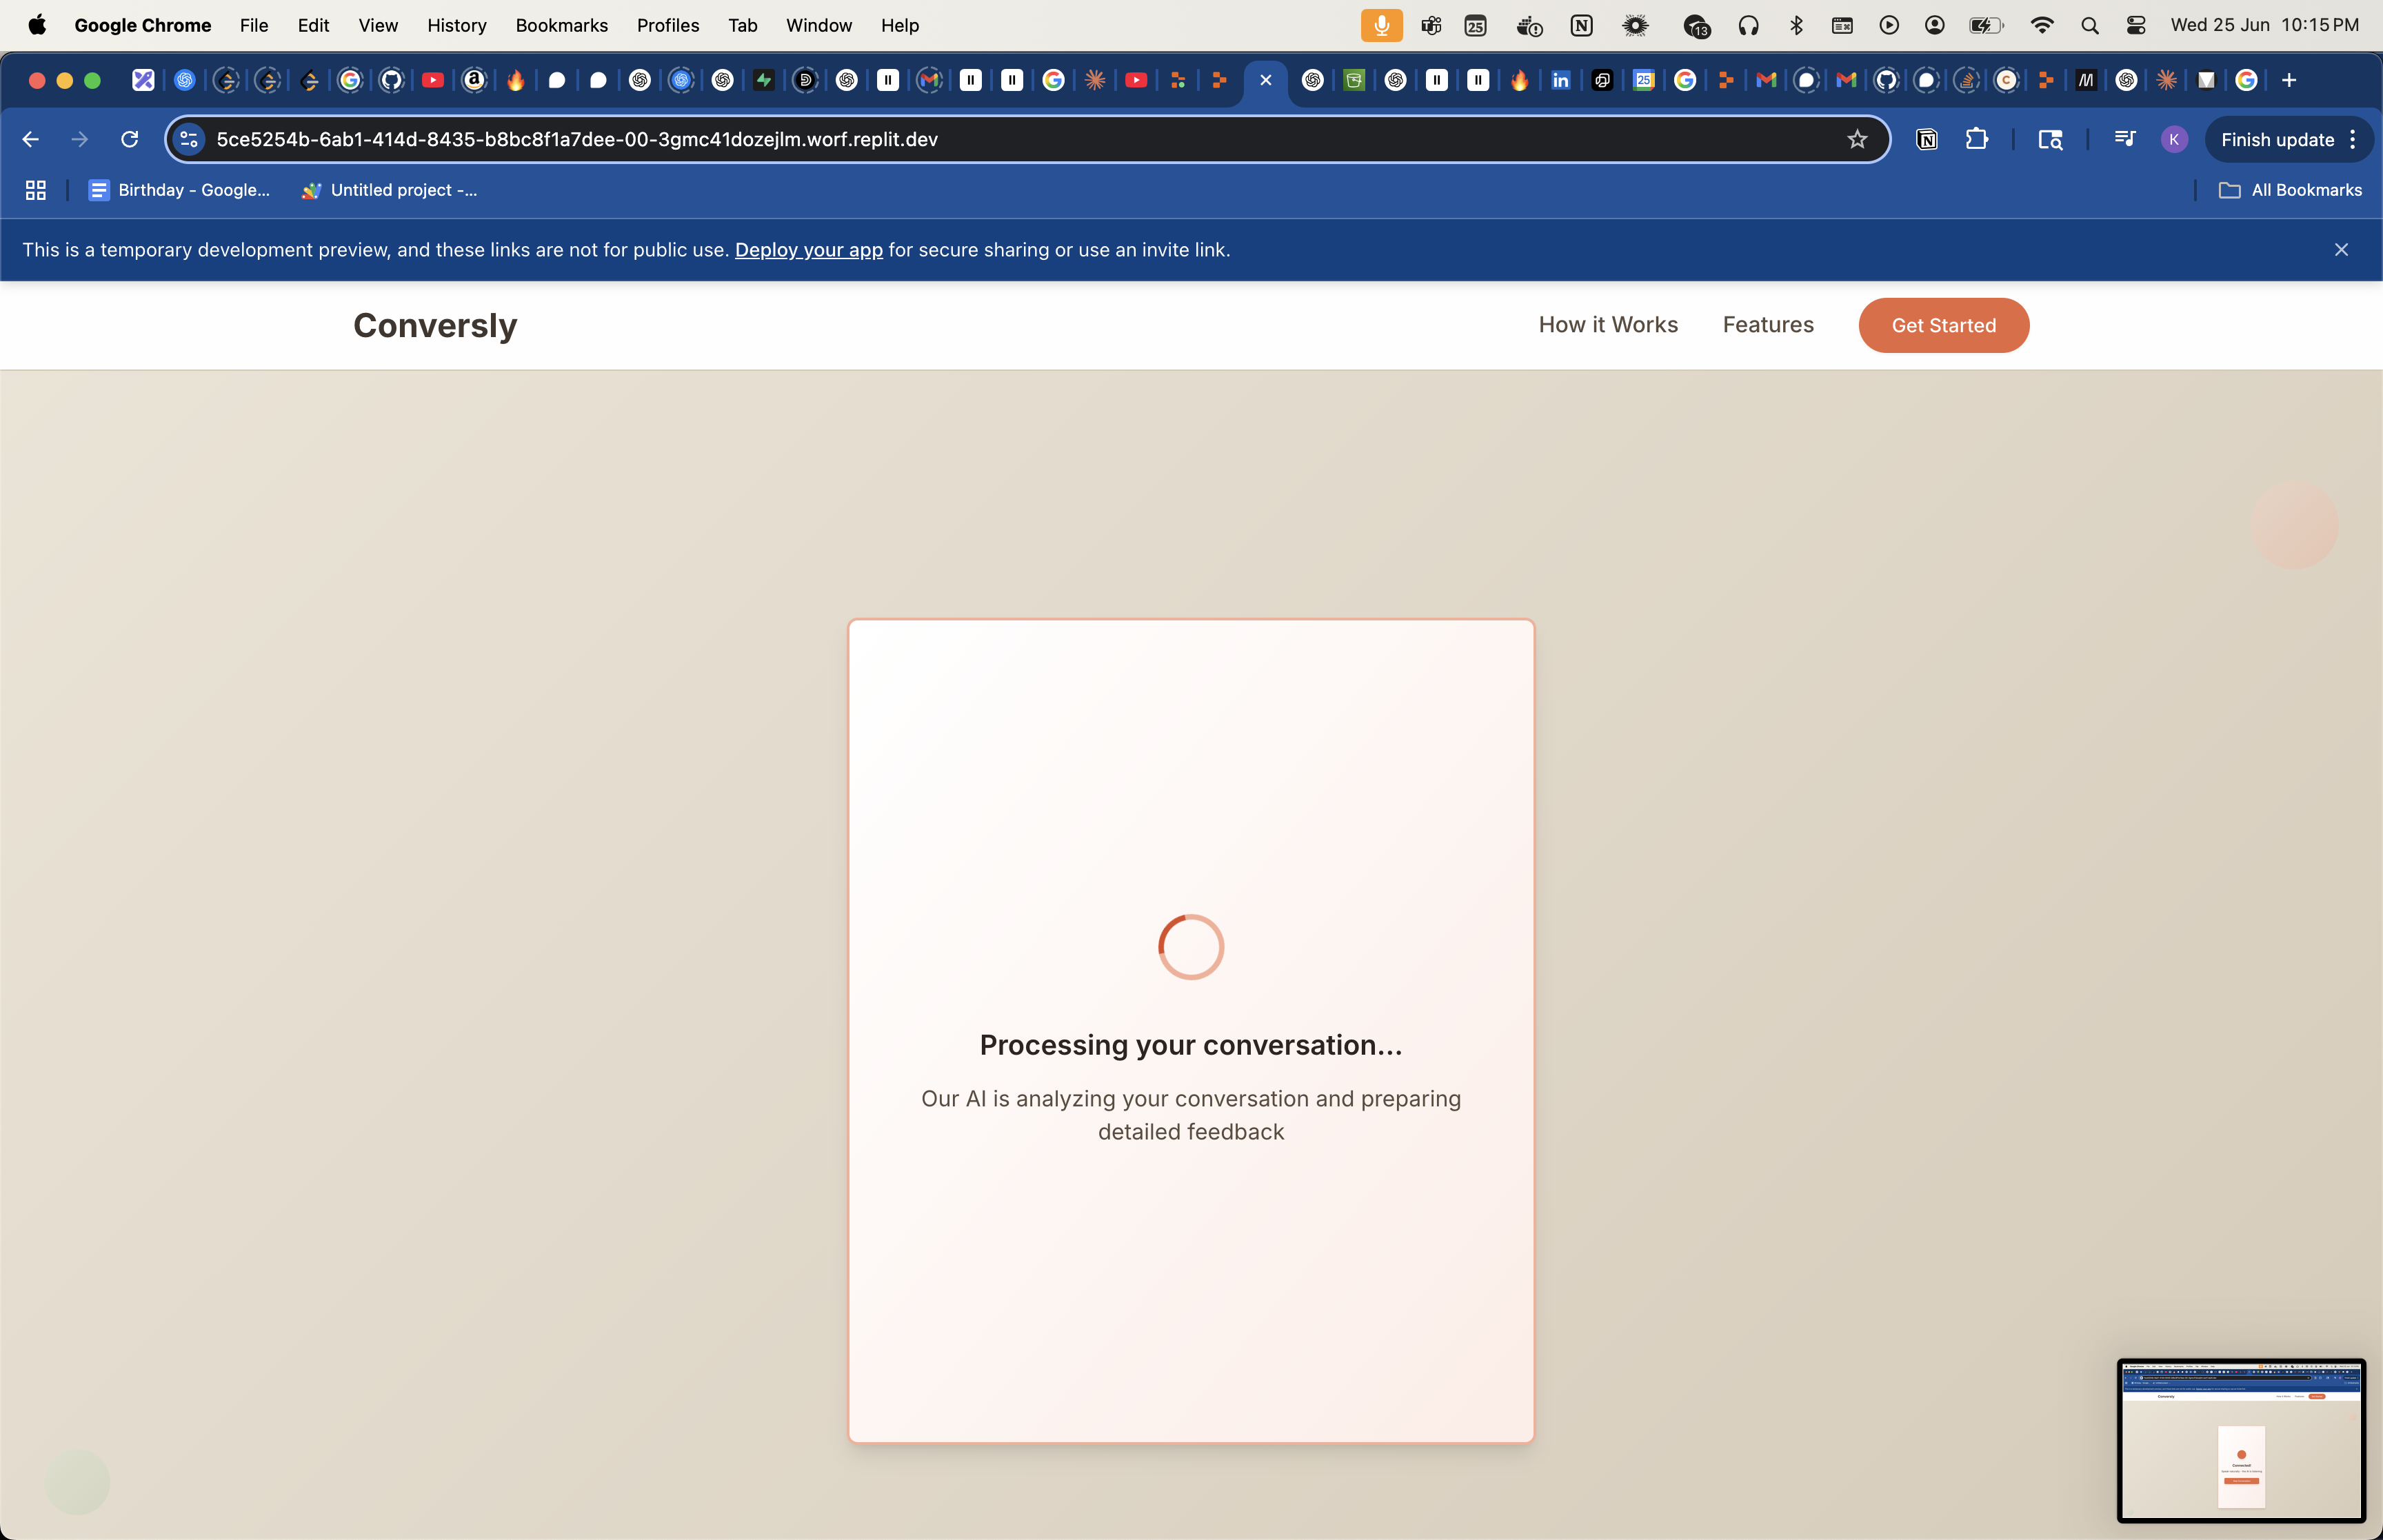 Google Chrome File Edit View History Bookmarks Profiles Tab Window Help 25 13 Wed 25 Jun 10:15 PM
5ce5254b-6ab1-414d-8435-b8bc8f1a7dee-00-3gmc41dozejlm.worf.replit.dev K Finish update
Birthday - Google... Untitled project -... All Bookmarks
This is a temporary development preview, and these links are not for public use. Deploy your app for secure sharing or use an invite link.
Conversly How it Works Features Get Started
Processing your conversation...
Our AI is analyzing your conversation and preparing
detailed feedback
Conversly
Connected!